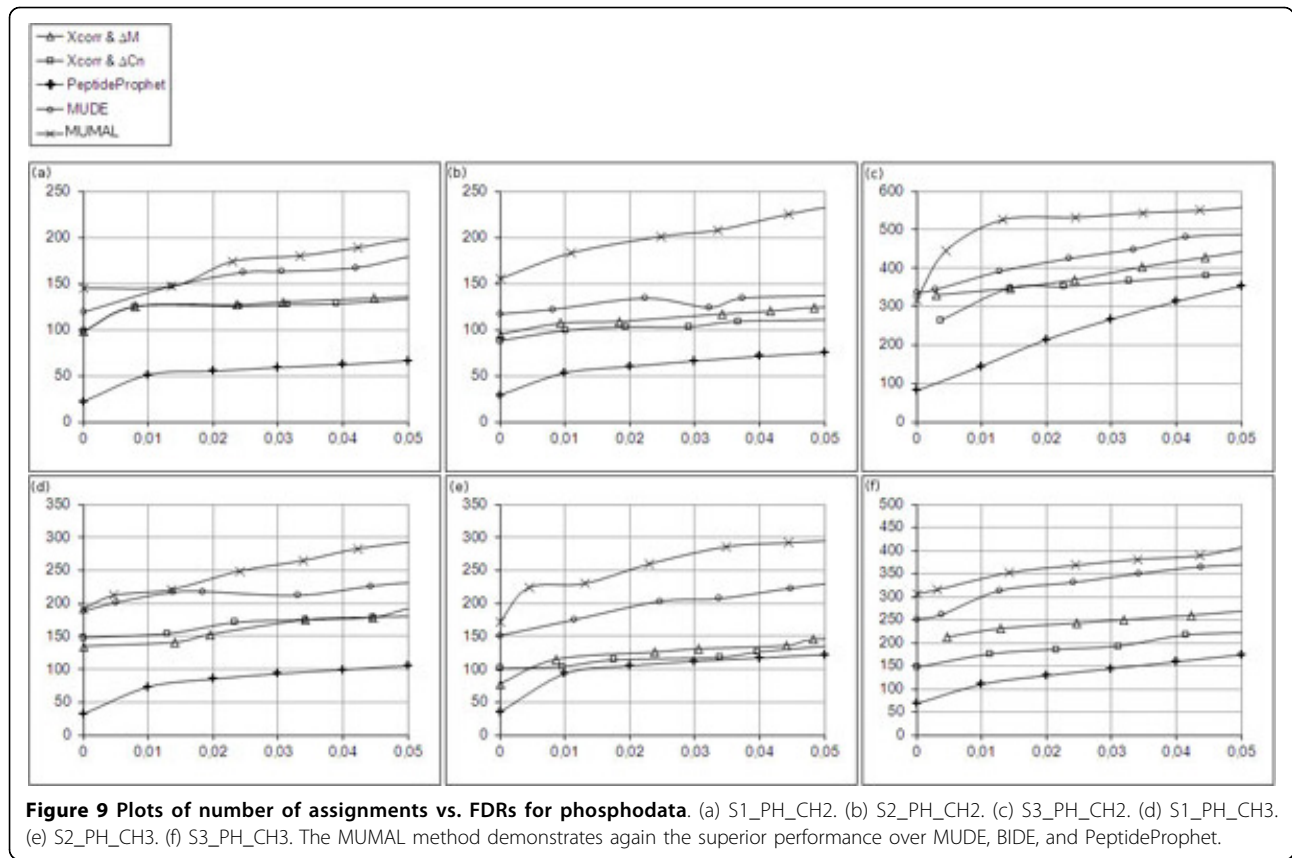 Xcorr & ΔM
Xcorr & ΔCn
PeptideProphet
MUDE
MUMAL
(a)
250
200
150
100
50
0
0 0,01 0,02 0,03 0,04 0,05
(b)
250
200
150
100
50
0
0 0,01 0,02 0,03 0,04 0,05
(c)
600
500
400
300
200
100
0
0 0,01 0,02 0,03 0,04 0,05
(d)
350
300
250
200
150
100
50
0
0 0,01 0,02 0,03 0,04 0,05
(e)
350
300
250
200
150
100
50
0
0 0,01 0,02 0,03 0,04 0,05
(f)
500
450
400
350
300
250
200
150
100
50
0
0 0,01 0,02 0,03 0,04 0,05
Figure 9 Plots of number of assignments vs. FDRs for phosphodata. (a) S1_PH_CH2. (b) S2_PH_CH2. (c) S3_PH_CH2. (d) S1_PH_CH3.
(e) S2_PH_CH3. (f) S3_PH_CH3. The MUMAL method demonstrates again the superior performance over MUDE, BIDE, and PeptideProphet.